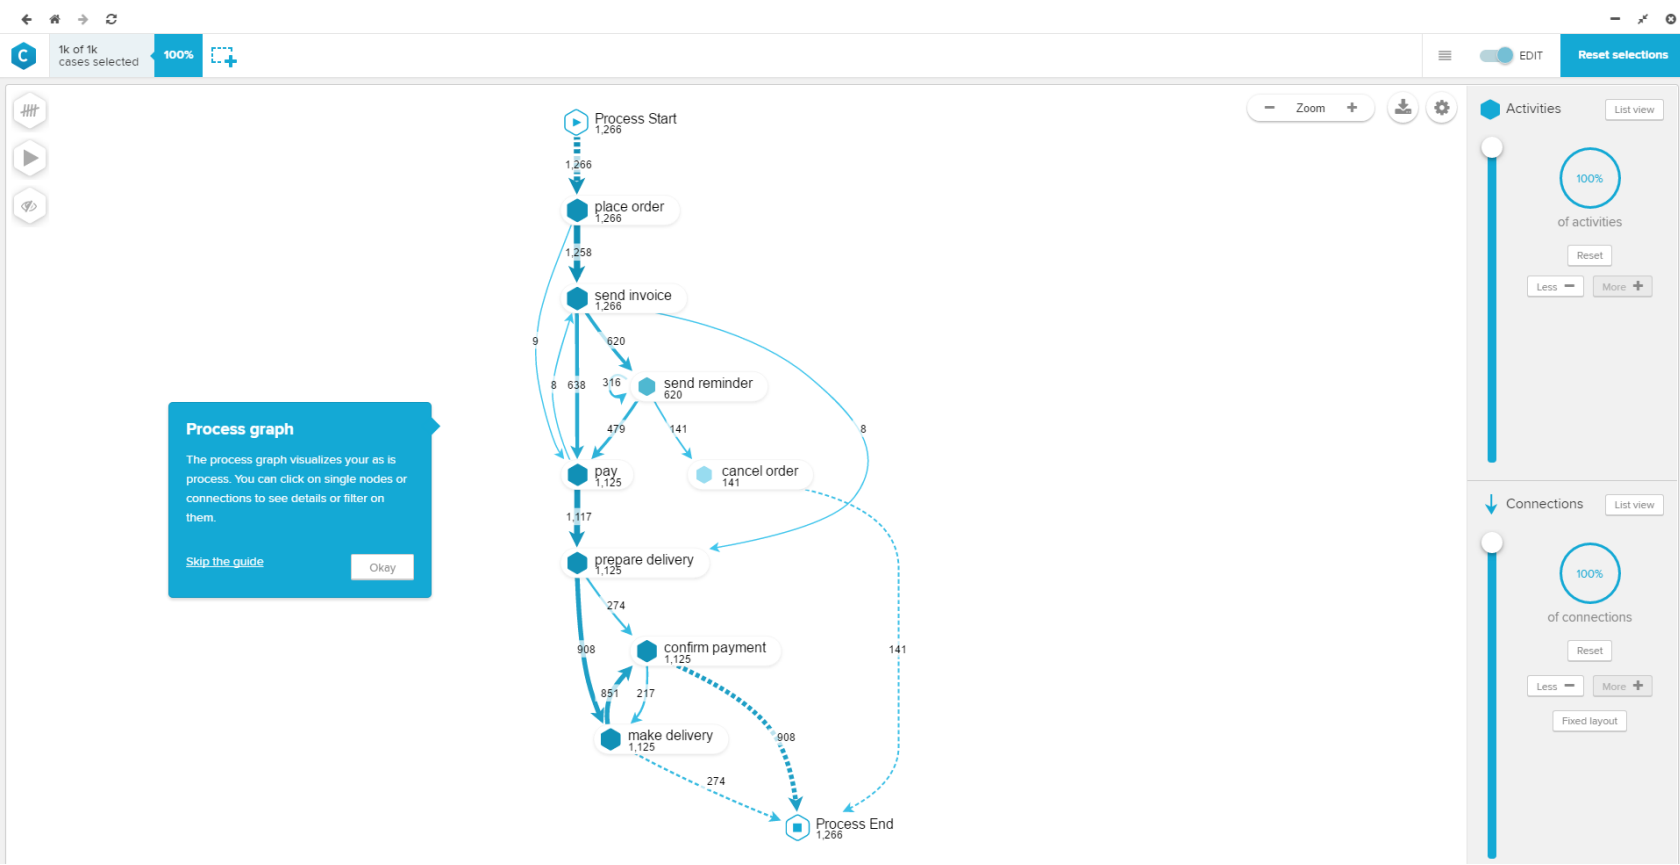 1k of 1k
cases selected
100%
EDIT
Reset selections
C
Process Start
1,266
1,266
place order
1,266
1,258
send invoice
1,266
9
620
8
638
316
send reminder
620
479
141
8
pay
1,125
cancel order
141
1,117
prepare delivery
1,125
274
908
confirm payment
1,125
141
851
217
make delivery
1,125
908
274
Process End
1,266
Process graph
The process graph visualizes your as is
process. You can click on single nodes or
connections to see details or filter on
them.
Skip the guide
Okay
Zoom
Activities
List view
100%
of activities
Reset
Less
More
Connections
List view
100%
of connections
Reset
Less
More
Fixed layout